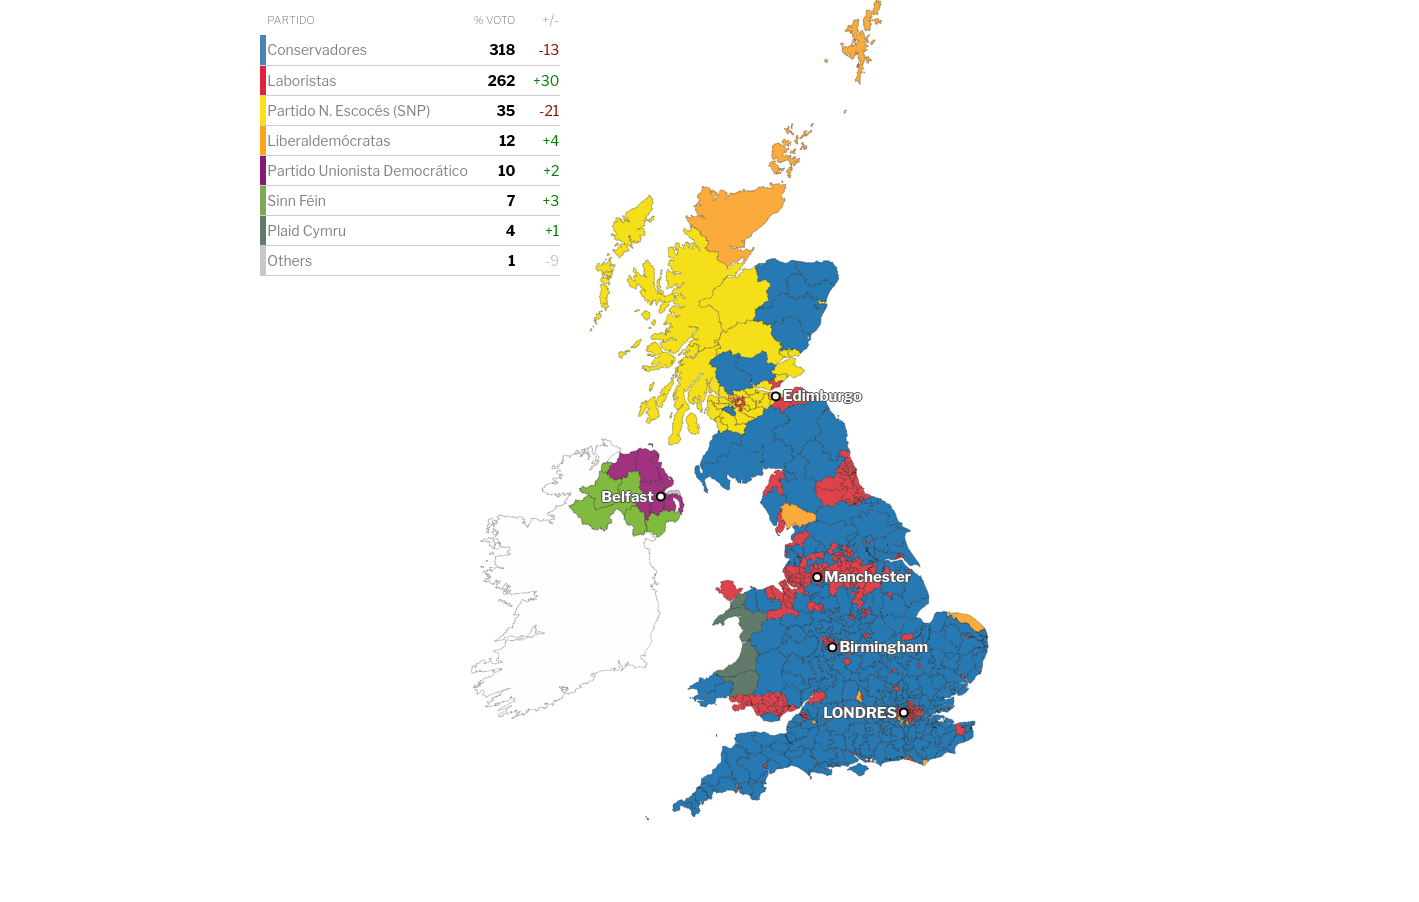 PARTIDO % VOTO +/-
Conservadores 318 -13
Laboristas 262 +30
Partido N. Escocés (SNP) 35 -21
Liberaldemócratas 12 +4
Partido Unionista Democrático 10 +2
Sinn Féin 7 +3
Plaid Cymru 4 +1
Others 1 -9
Edimburgo
Belfast
Manchester
Birmingham
LONDRES